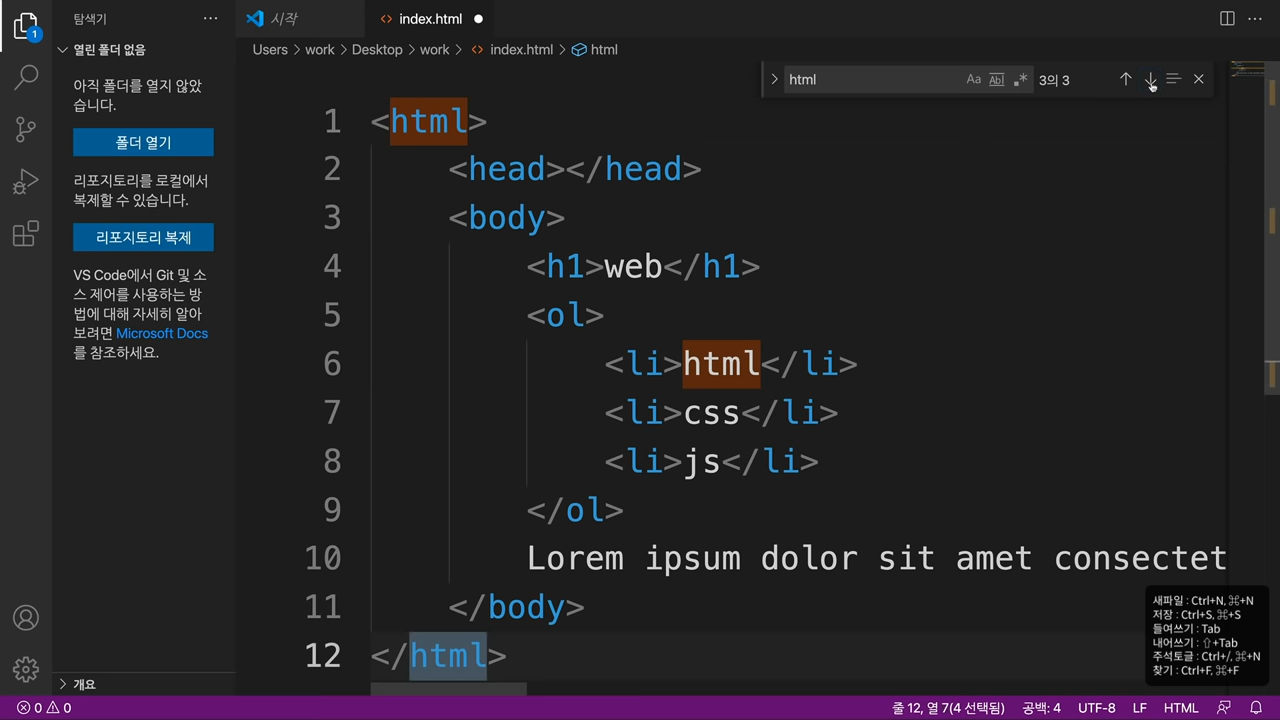 탐색기
열린 폴더 없음
아직 폴더를 열지 않았
습니다.
폴더 열기
리포지토리를 로컬에서
복제할 수 있습니다.
리포지토리 복제
VS Code에서 Git 및 소
스 제어를 사용하는 방
법에 대해 자세히 알아
보려면 Microsoft Docs
를 참조하세요.
개요
시작
index.html
Users > work > Desktop > work > index.html > html
html
Aa
Abl
3의 3
1 <html>
2 <head></head>
3 <body>
4 <h1>web</h1>
5 <ol>
6 <li>html</li>
7 <li>css</li>
8 <li>js</li>
9 </ol>
10 Lorem ipsum dolor sit amet consectet
11 </body>
12 </html>
새파일 : Ctrl+N, ⌘+N
저장 : Ctrl+S, ⌘+S
들여쓰기 : Tab
내어쓰기 : ⇧+Tab
주석토글 : Ctrl+/, ⌘+N
찾기 : Ctrl+F, ⌘+F
1
0 0
줄 12, 열 7(4 선택됨) 공백: 4 UTF-8 LF HTML